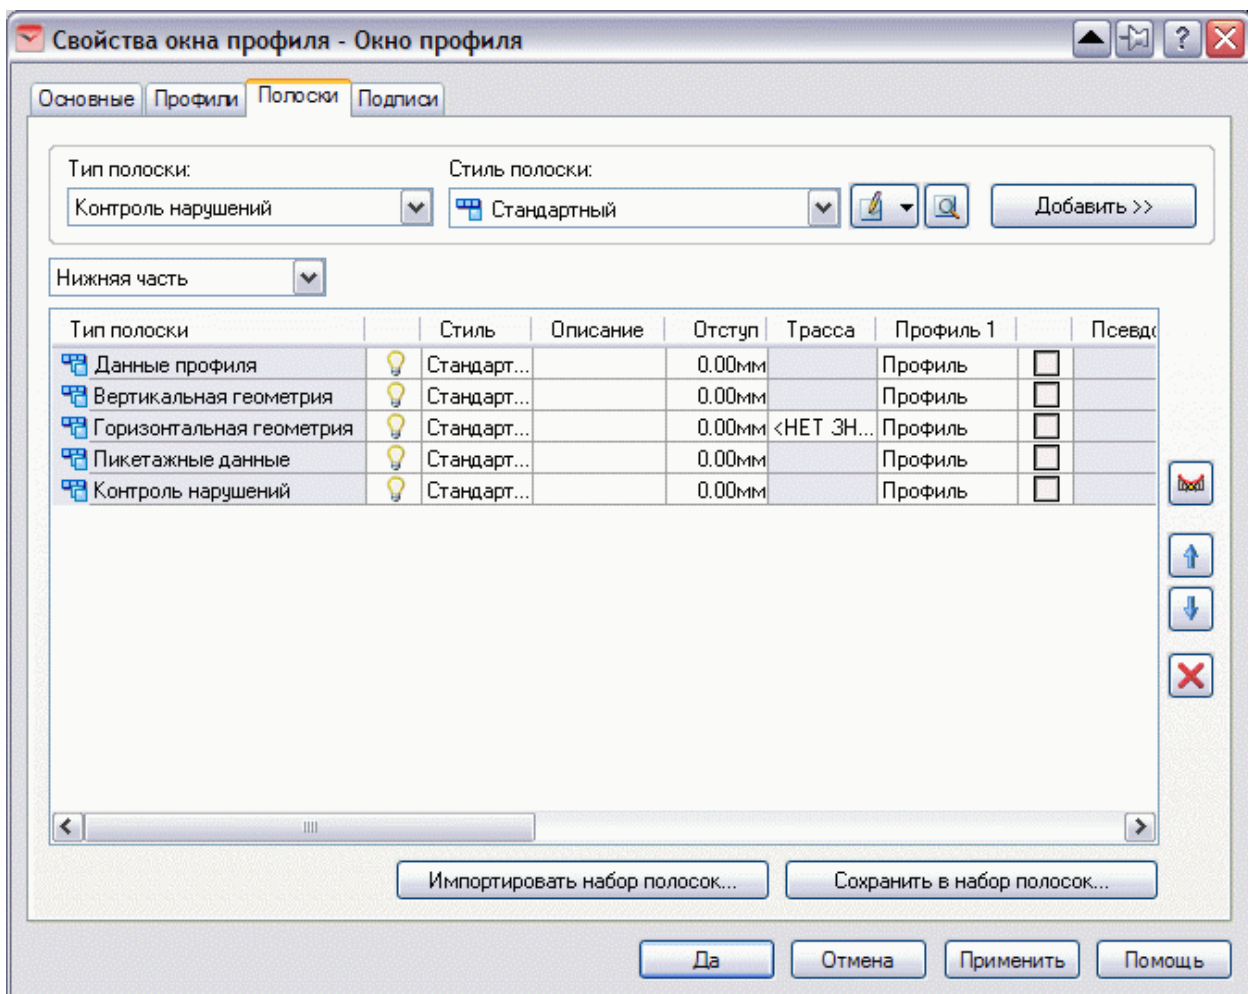 Свойства окна профиля - Окно профиля
?
Основные Профили Полоски Подписи
Тип полоски: Стиль полоски:
Контроль нарушений Стандартный Добавить >>
Нижняя часть
Тип полоски Стиль Описание Отступ Трасса Профиль 1 Псевдо
Данные профиля Стандарт... 0.00мм Профиль
Вертикальная геометрия Стандарт... 0.00мм Профиль
Горизонтальная геометрия Стандарт... 0.00мм <НЕТ ЗН... Профиль
Пикетажные данные Стандарт... 0.00мм Профиль
Контроль нарушений Стандарт... 0.00мм Профиль
Импортировать набор полосок... Сохранить в набор полосок...
Да Отмена Применить Помощь